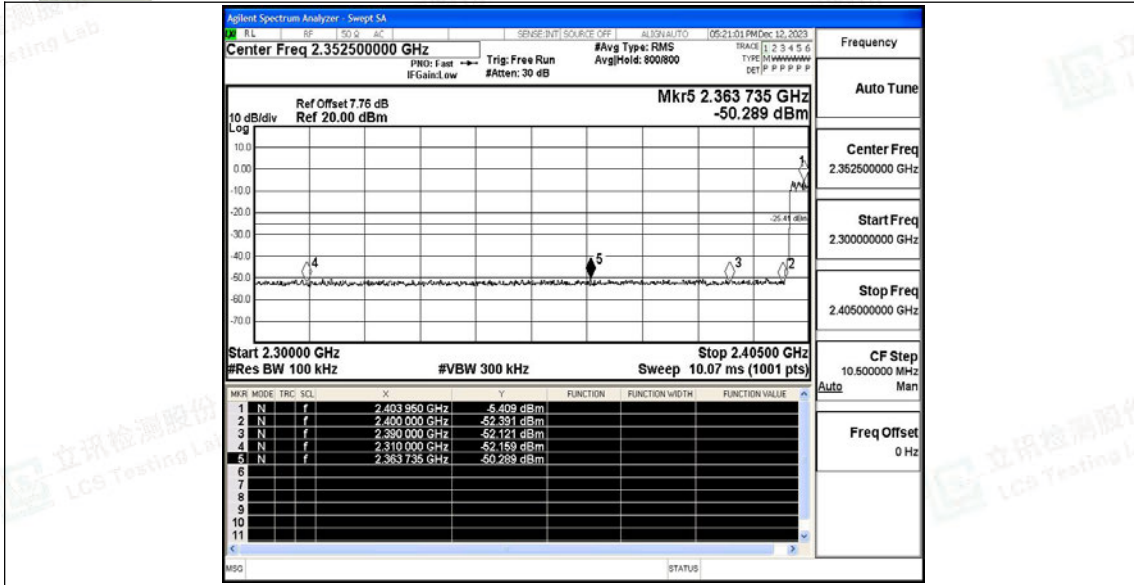 Agilent Spectrum Analyzer - Swept SA
RL RF 50 Ω AC SENSE:INT SOURCE OFF ALIGN AUTO 05:21:01 PM Dec 12, 2023
Center Freq 2.352500000 GHz
PNO: Fast
IFGain:Low
Trig: Free Run
#Atten: 30 dB
#Avg Type: RMS
Avg|Hold: 800/800
TRACE 1 2 3 4 5 6
TYPE M
DET P P P P P P
Ref Offset 7.76 dB
10 dB/div Ref 20.00 dBm
Log
Mkr5 2.363 735 GHz
-50.289 dBm
10.0
0.00
-10.0
-20.0
-30.0
-40.0
-50.0
-60.0
-70.0
1
-25.41 dBm
4
5
3
2
Start 2.30000 GHz Stop 2.40500 GHz
#Res BW 100 kHz #VBW 300 kHz Sweep 10.07 ms (1001 pts)
MKR MODE TRC SCL X Y FUNCTION FUNCTION WIDTH FUNCTION VALUE
1 N f 2.403 950 GHz -5.409 dBm
2 N f 2.400 000 GHz -52.391 dBm
3 N f 2.390 000 GHz -52.121 dBm
4 N f 2.310 000 GHz -52.159 dBm
5 N f 2.363 735 GHz -50.289 dBm
6
7
8
9
10
11
MSG STATUS
Frequency
Auto Tune
Center Freq
2.352500000 GHz
Start Freq
2.300000000 GHz
Stop Freq
2.405000000 GHz
CF Step
10.500000 MHz
Auto Man
Freq Offset
0 Hz
立讯检测股份
LCS Testing Lab
立讯检测股份